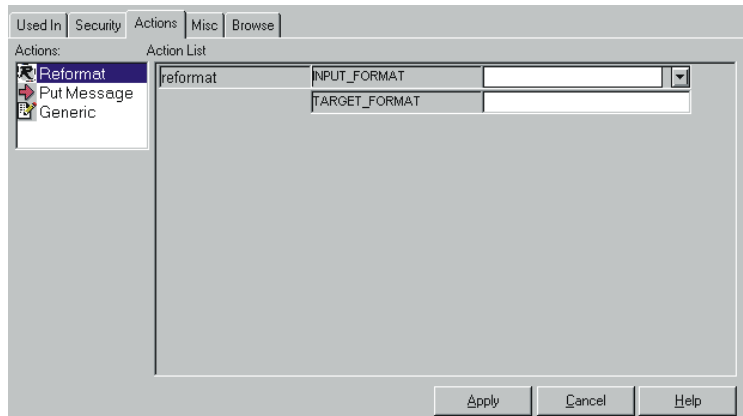 Used In Security Actions Misc Browse
Actions: Action List
Reformat
Put Message
Generic
reformat INPUT_FORMAT
TARGET_FORMAT
Apply Cancel Help